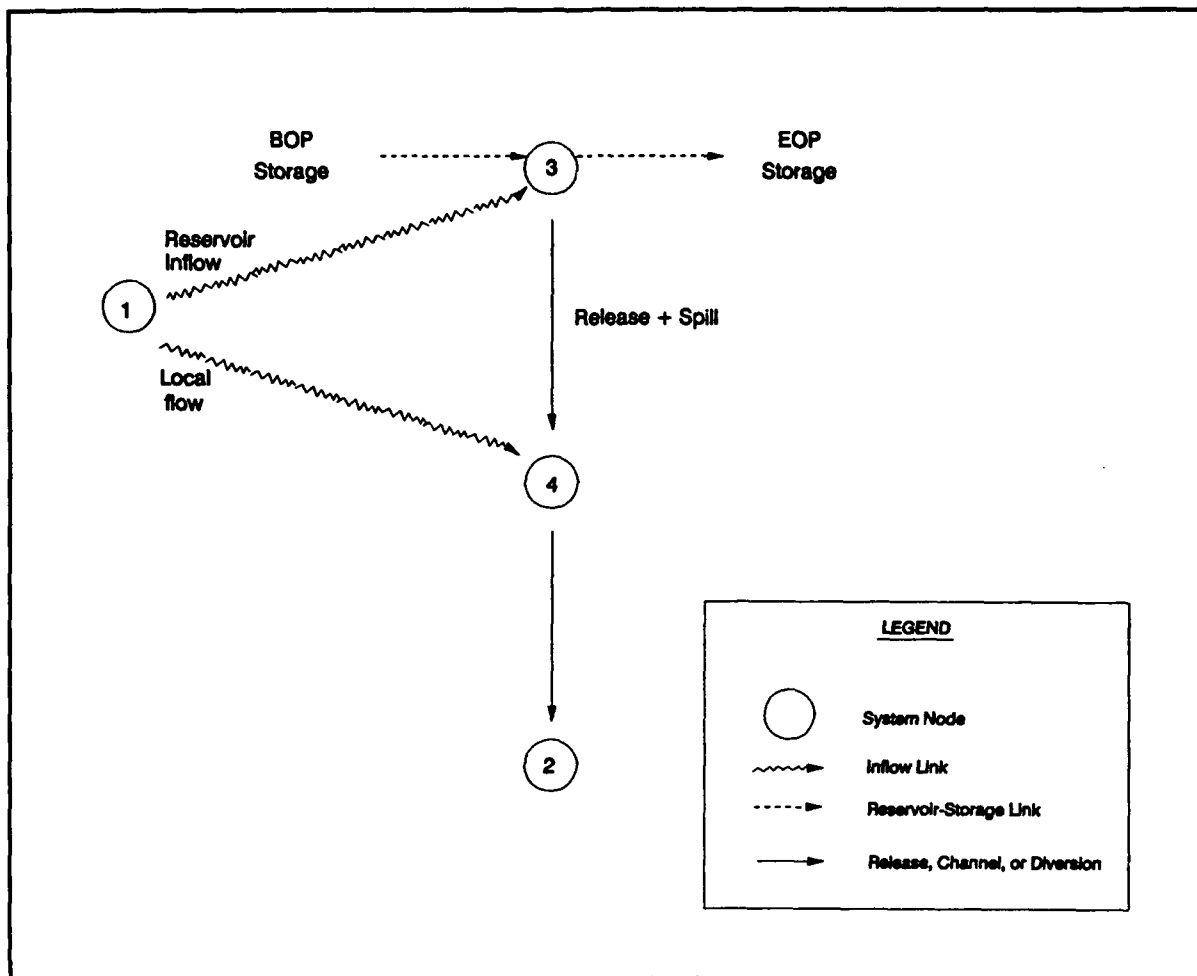 BOP
Storage
3
EOP
Storage
Reservoir
Inflow
1
Release + Spill
Local
flow
4
2
LEGEND
System Node
Inflow Link
Reservoir-Storage Link
Release, Channel, or Diversion